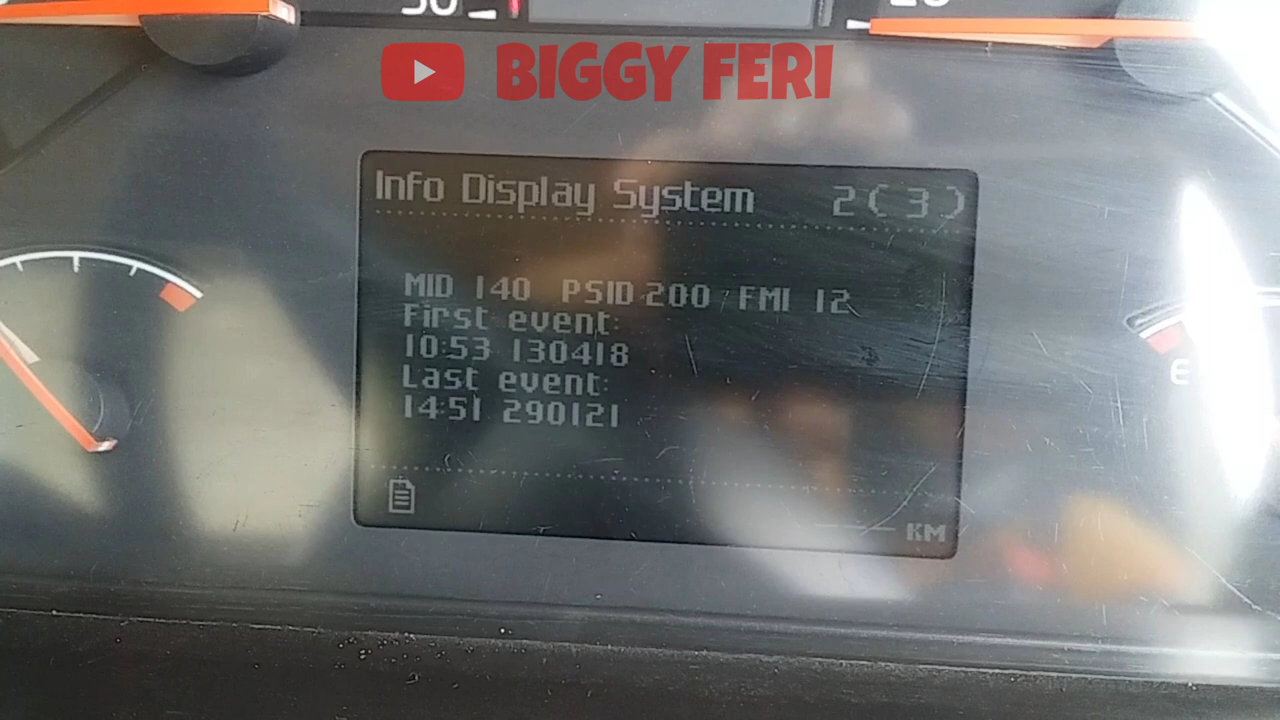 50
BIGGY FERI
Info Display System 2(3)
MID 140 PSID 200 FMI 12
First event:
10:53 130418
Last event:
14:51 290121
E
KM